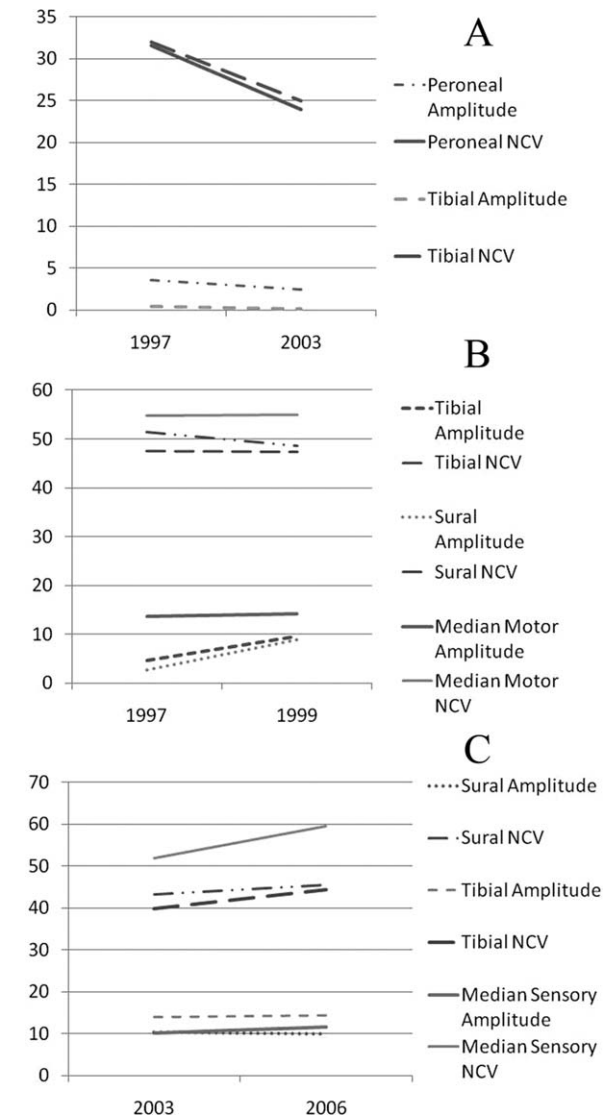 A
35
30
25
20
15
10
5
0
1997 2003
Peroneal
Amplitude
Peroneal NCV
Tibial Amplitude
Tibial NCV
B
60
50
40
30
20
10
0
1997 1999
Tibial
Amplitude
Tibial NCV
Sural
Amplitude
Sural NCV
Median Motor
Amplitude
Median Motor
NCV
C
70
60
50
40
30
20
10
0
2003 2006
Sural Amplitude
Sural NCV
Tibial Amplitude
Tibial NCV
Median Sensory
Amplitude
Median Sensory
NCV